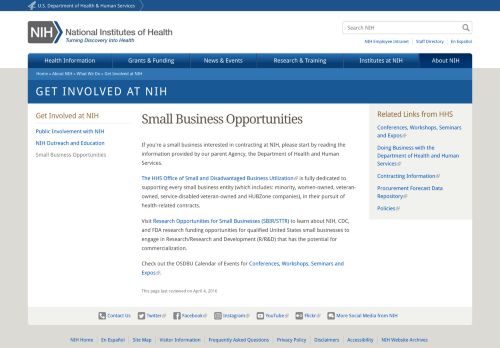 U.S. Department of Health & Human Services
NIH
National Institutes of Health
Turning Discovery Into Health
Search NIH
NIH Employee Intranet
Staff Directory
En Español
Health Information
Grants & Funding
News & Events
Research & Training
Institutes at NIH
About NIH
Home » About NIH » What We Do » Get Involved at NIH
GET INVOLVED AT NIH
Get Involved at NIH
Public Involvement with NIH
NIH Outreach and Education
Small Business Opportunities
Small Business Opportunities
If you're a small business interested in contracting at NIH, please start by reading the
information provided by our parent Agency, the Department of Health and Human
Services.
The HHS Office of Small and Disadvantaged Business Utilization is fully dedicated to
supporting every small business entity (which includes: minority, women-owned, veteran-
owned, service-disabled veteran-owned and HUBZone companies), in their pursuit of
health-related contracts.
Visit Research Opportunities for Small Businesses (SBIR/STTR) to learn about NIH, CDC,
and FDA research funding opportunities for qualified United States small businesses to
engage in Research/Research and Development (R/R&D) that has the potential for
commercialization.
Check out the OSDBU Calendar of Events for Conferences, Workshops, Seminars and
Expos.
This page last reviewed on April 4, 2016
Related Links from HHS
Conferences, Workshops, Seminars
and Expos
Doing Business with the
Department of Health and Human
Services
Contracting Information
Procurement Forecast Data
Repository
Policies
Contact Us
Twitter
Facebook
Instagram
YouTube
Flickr
More Social Media from NIH
NIH Home
En Español
Site Map
Visitor Information
Frequently Asked Questions
Privacy Policy
Disclaimers
Accessibility
NIH Website Archives